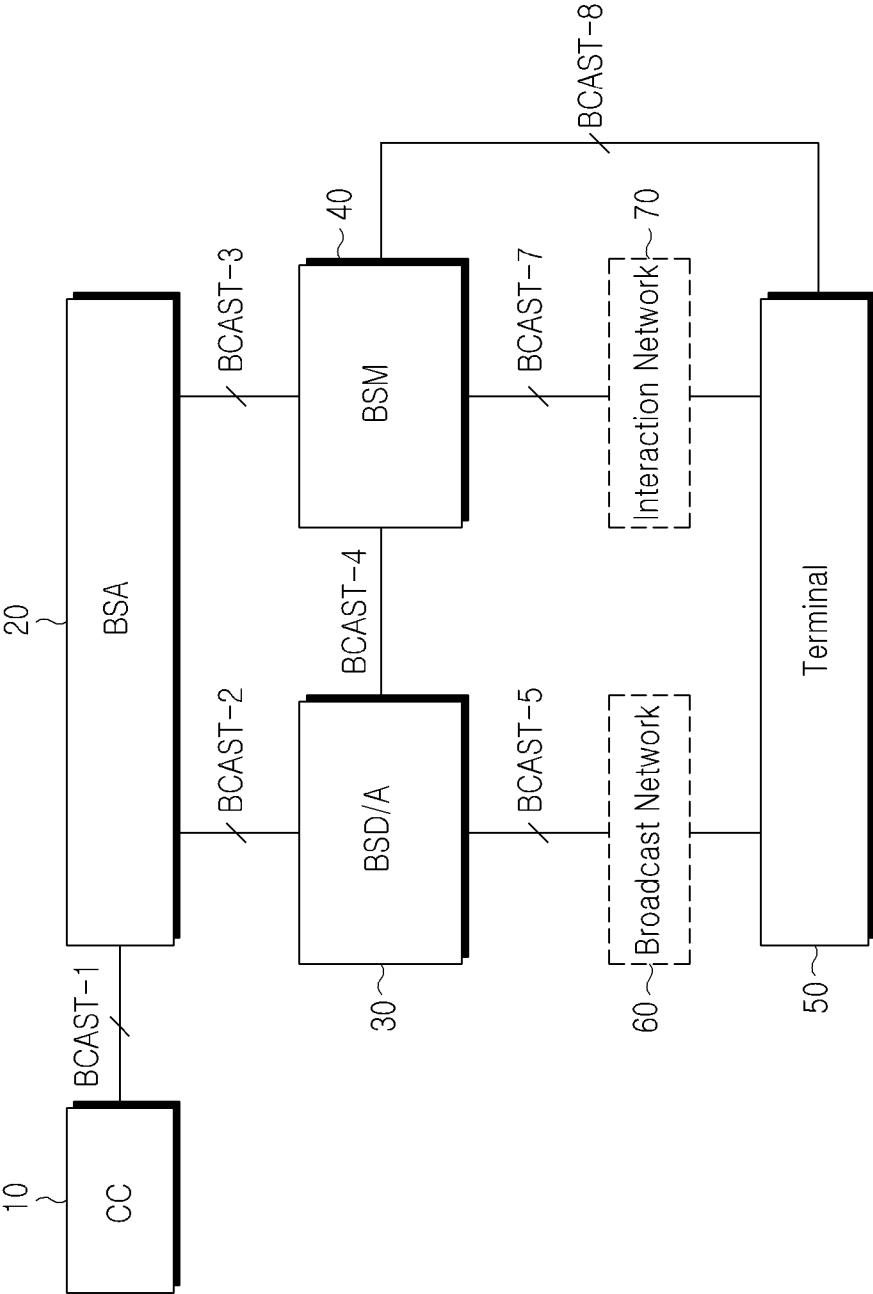 10
CC
BCAST-1
20
BSA
BCAST-2
BCAST-3
30
BSD/A
BCAST-4
40
BSM
BCAST-5
BCAST-7
BCAST-8
60
Broadcast Network
70
Interaction Network
50
Terminal